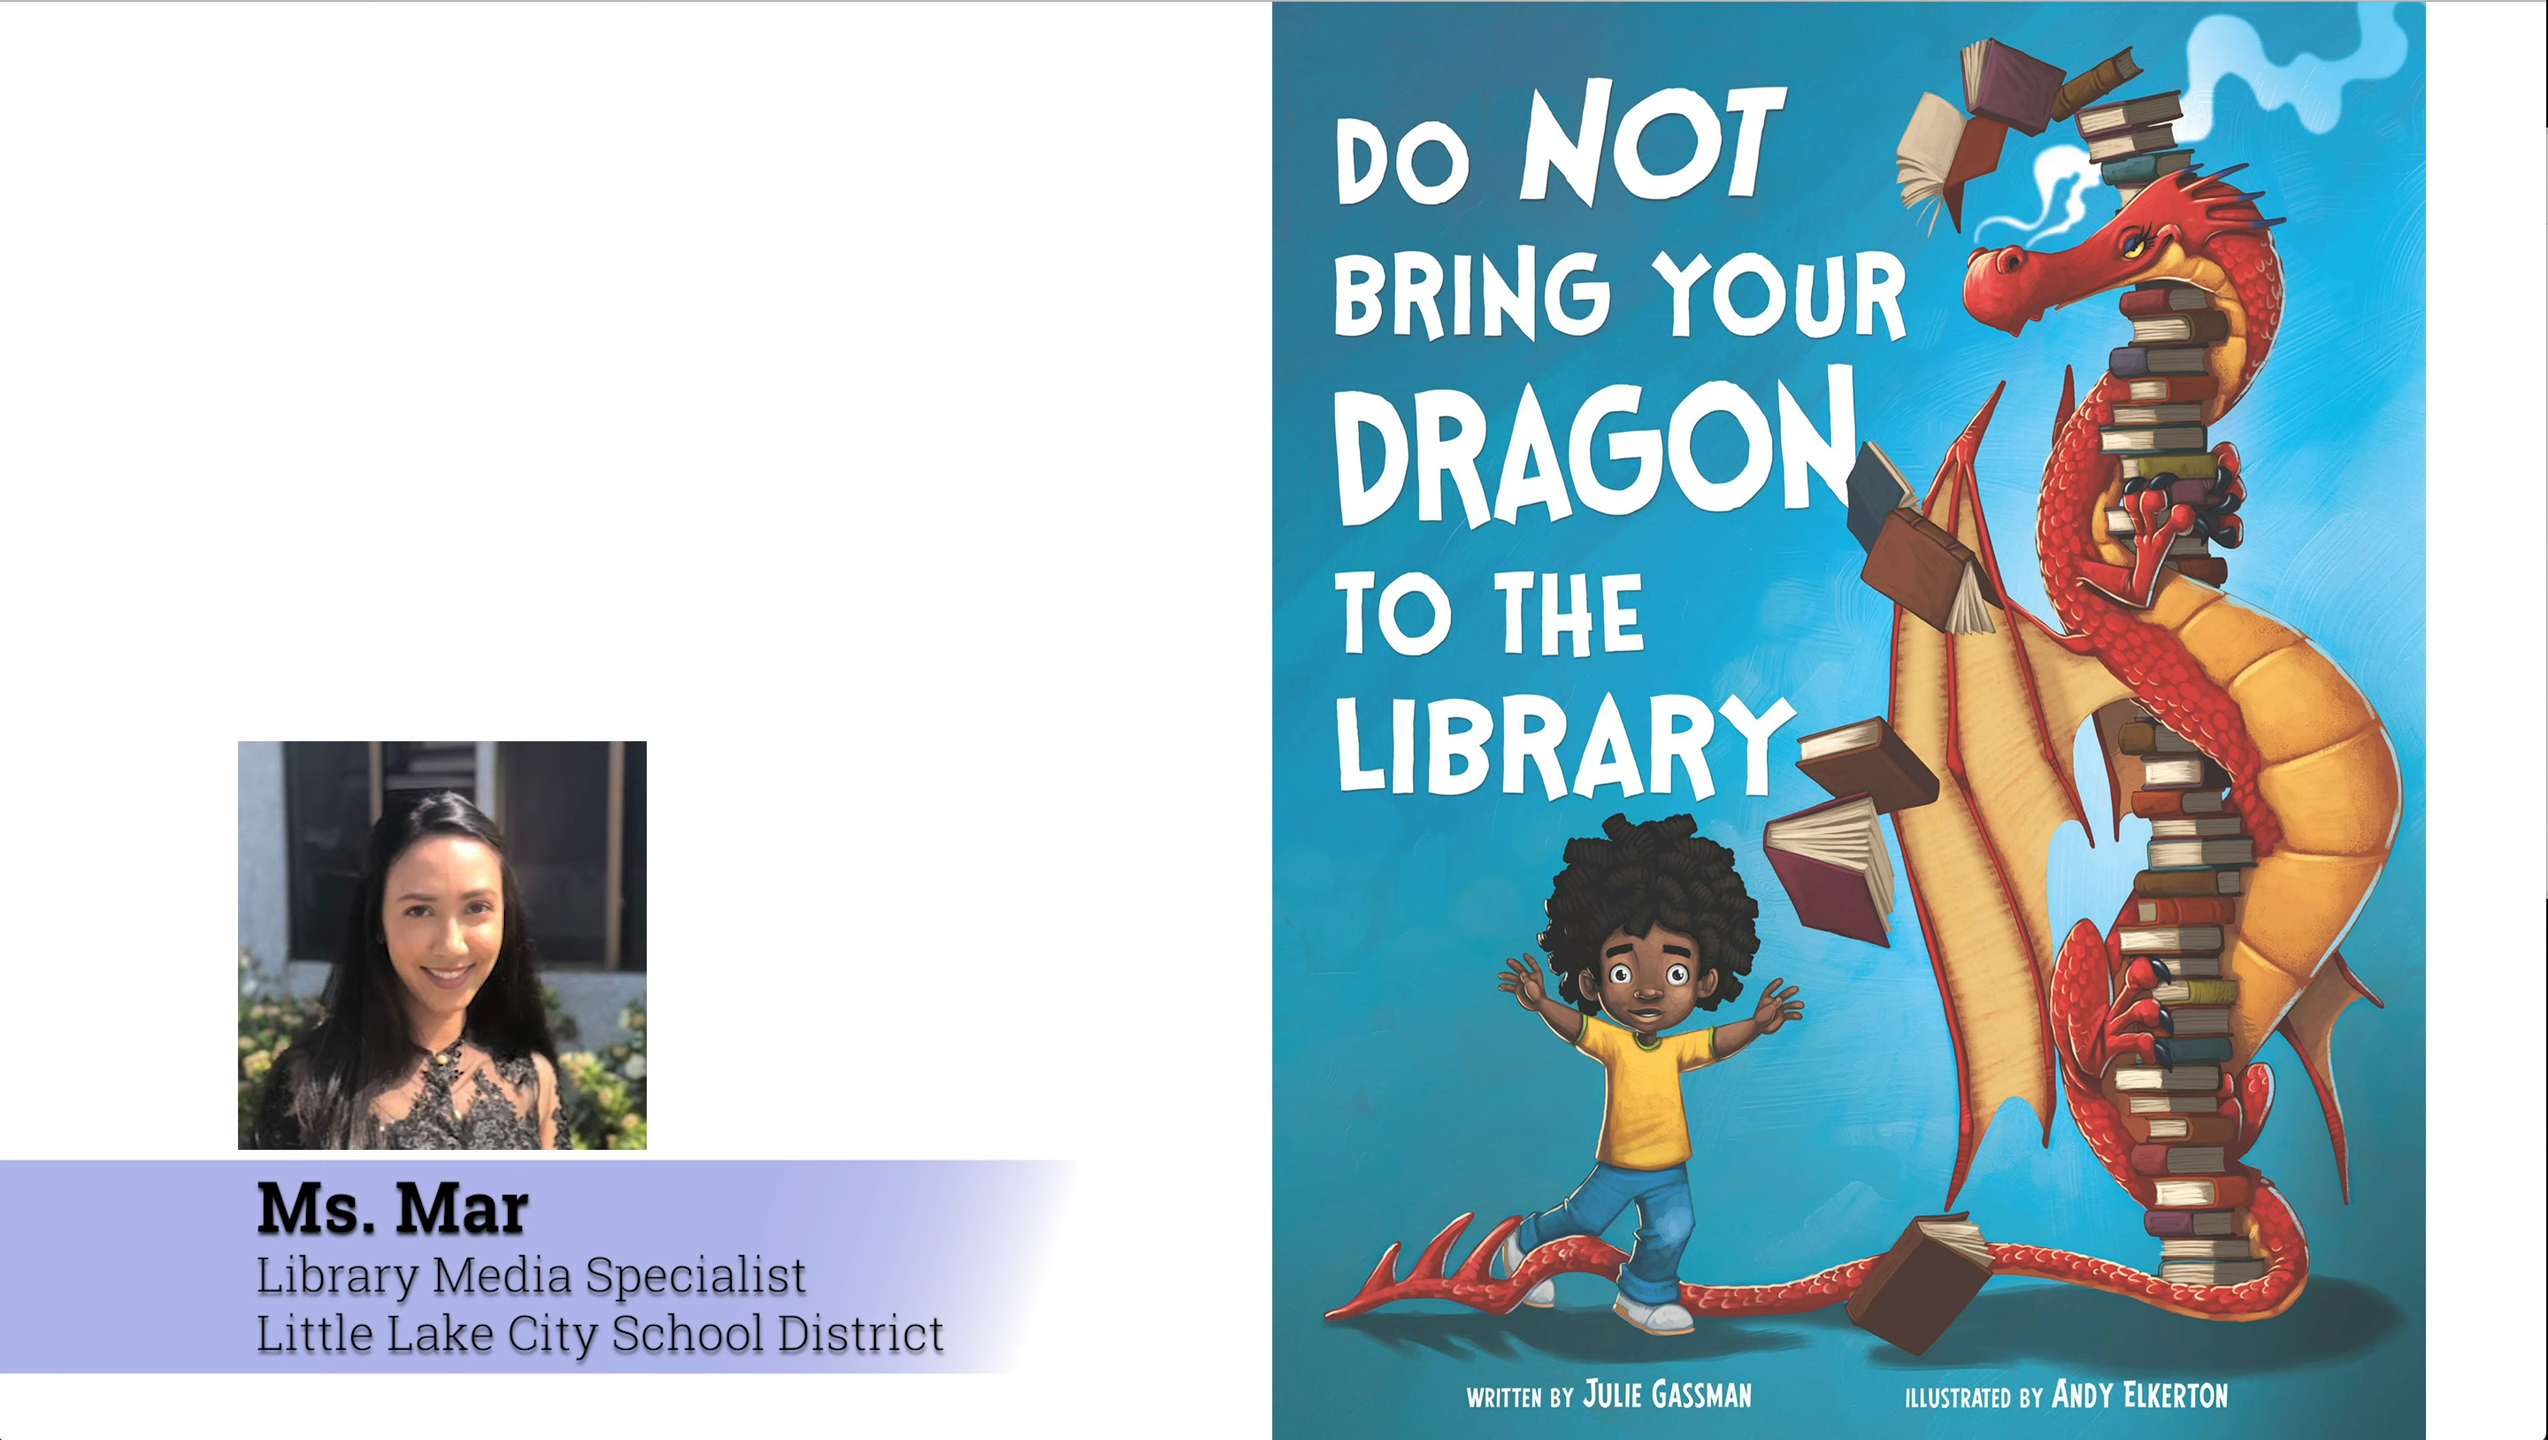 Ms. Mar
Library Media Specialist
Little Lake City School District
DO NOT
BRING YOUR
DRAGON
TO THE
LIBRARY
WRITTEN BY JULIE GASSMAN
ILLUSTRATED BY ANDY ELKERTON